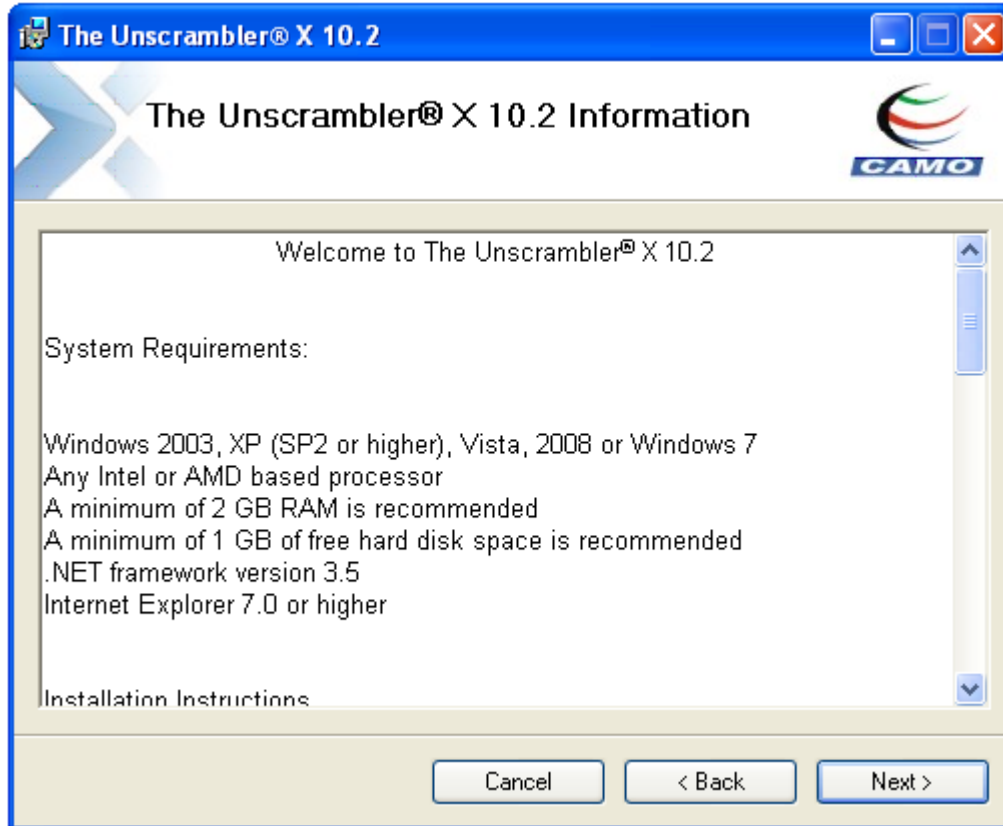 The Unscrambler® X 10.2
The Unscrambler® X 10.2 Information
CAMO
Welcome to The Unscrambler® X 10.2
System Requirements:
Windows 2003, XP (SP2 or higher), Vista, 2008 or Windows 7
Any Intel or AMD based processor
A minimum of 2 GB RAM is recommended
A minimum of 1 GB of free hard disk space is recommended
.NET framework version 3.5
Internet Explorer 7.0 or higher
Installation Instructions
Cancel
< Back
Next >